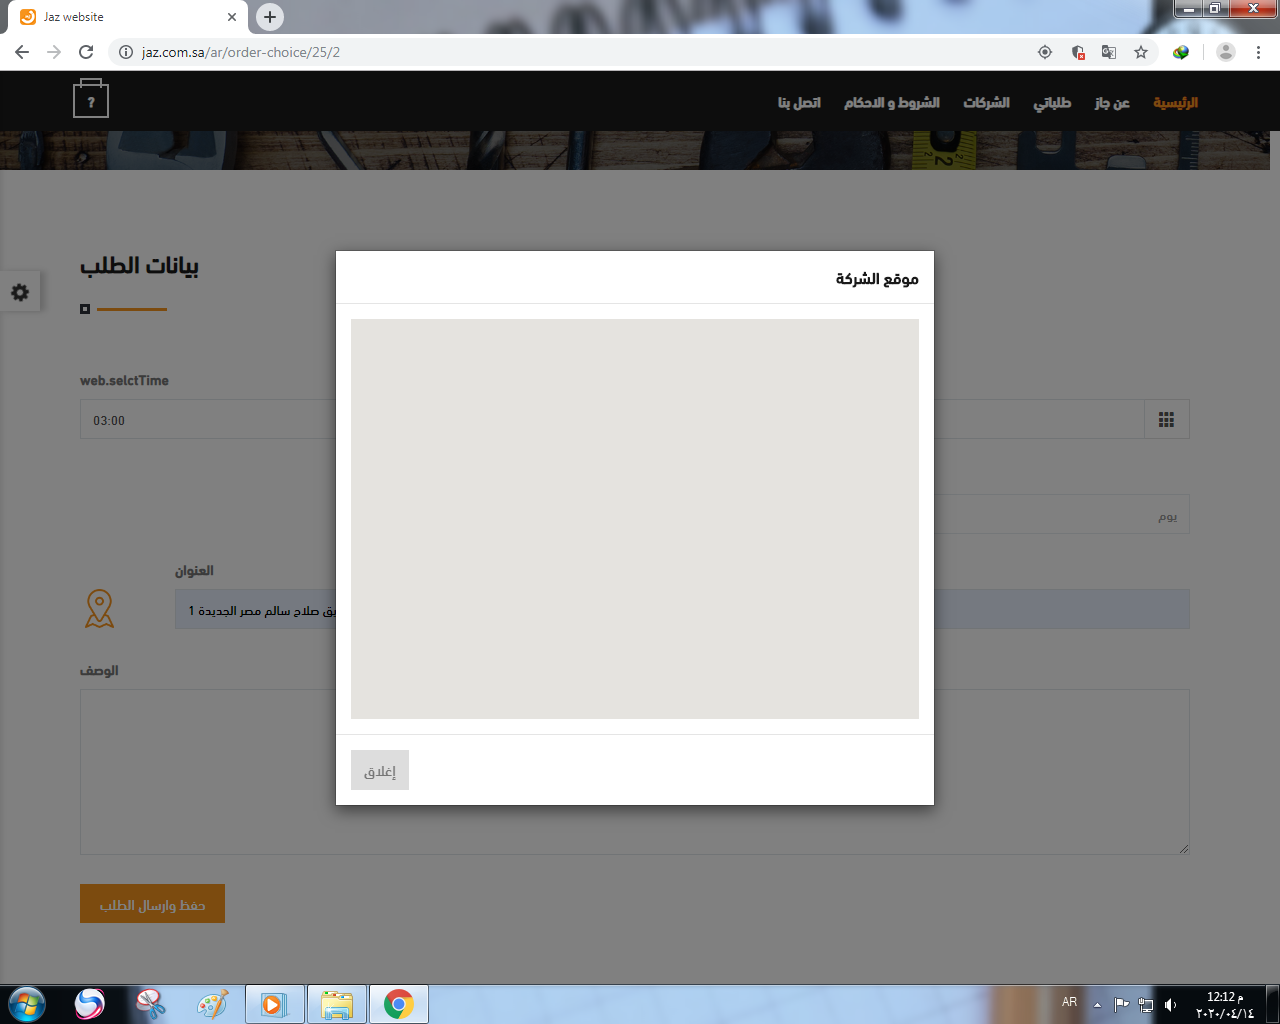 Jaz website
jaz.com.sa/ar/order-choice/25/2
?
الرئيسية
عن جاز
طلباتي
الشركات
الشروط و الاحكام
اتصل بنا
2
بيانات الطلب
موقع الشركة
web.selctTime
03:00
يوم
العنوان
صلاح سالم مصر الجديدة 1
الوصف
إغلاق
حفظ وارسال الطلب
AR
12:12 م
٢٠٢٠/٠٤/١٤